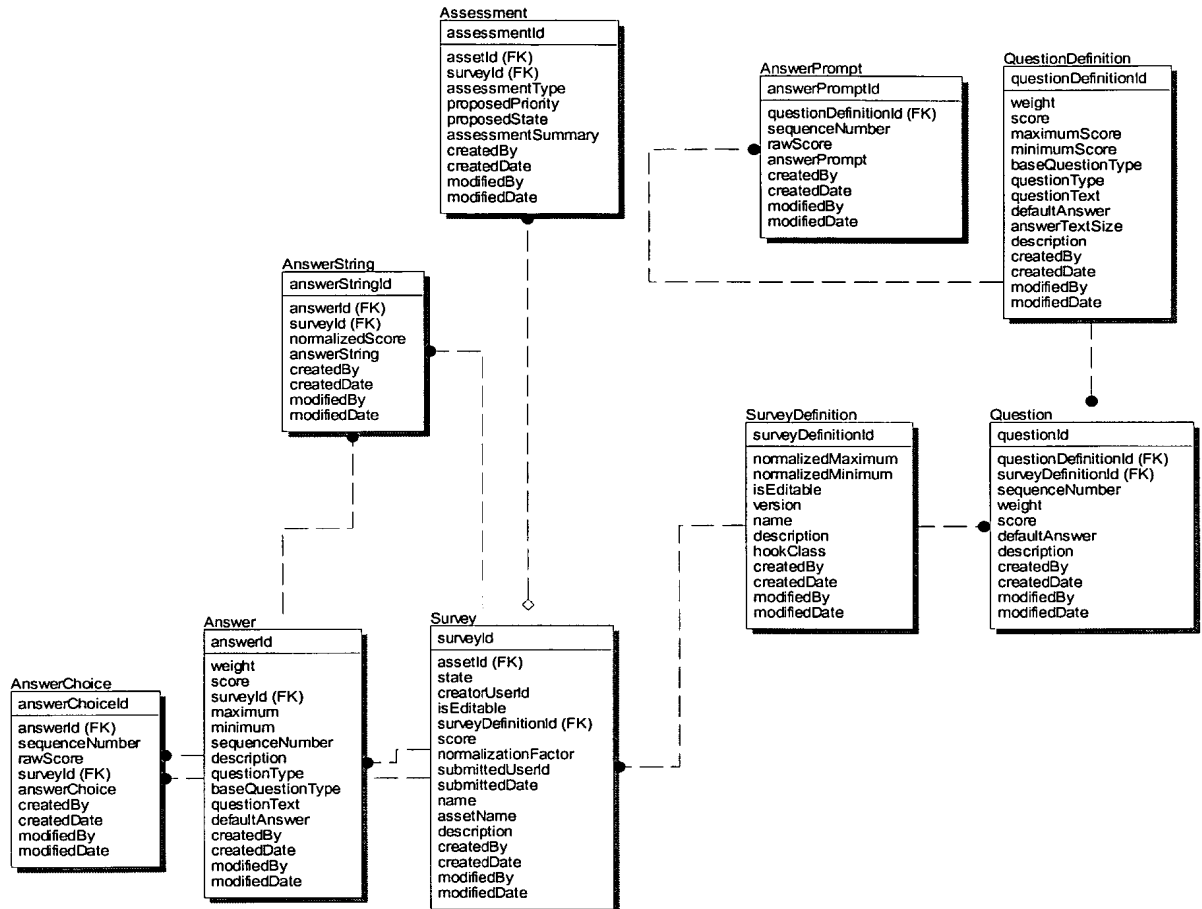 Assessment
assessmentId
assetId (FK)
surveyId (FK)
assessmentType
proposedPriority
proposedState
assessmentSummary
createdBy
createdDate
modifiedBy
modifiedDate
AnswerPrompt
answerPromptId
questionDefinitionId (FK)
sequenceNumber
rawScore
answerPrompt
createdBy
createdDate
modifiedBy
modifiedDate
QuestionDefinition
questionDefinitionId
weight
score
maximumScore
minimumScore
baseQuestionType
questionType
questionText
defaultAnswer
answerTextSize
description
createdBy
createdDate
modifiedBy
modifiedDate
AnswerString
answerStringId
answerId (FK)
surveyId (FK)
normalizedScore
answerString
createdBy
createdDate
modifiedBy
modifiedDate
SurveyDefinition
surveyDefinitionId
normalizedMaximum
normalizedMinimum
isEditable
version
name
description
hookClass
createdBy
createdDate
modifiedBy
modifiedDate
Question
questionId
questionDefinitionId (FK)
surveyDefinitionId (FK)
sequenceNumber
weight
score
defaultAnswer
description
createdBy
createdDate
modifiedBy
modifiedDate
AnswerChoice
answerChoiceId
answerId (FK)
sequenceNumber
rawScore
surveyId (FK)
answerChoice
createdBy
createdDate
modifiedBy
modifiedDate
Answer
answerId
weight
score
surveyId (FK)
maximum
minimum
sequenceNumber
description
questionType
baseQuestionType
questionText
defaultAnswer
createdBy
createdDate
modifiedBy
modifiedDate
Survey
surveyId
assetId (FK)
state
creatorUserId
isEditable
surveyDefinitionId (FK)
score
normalizationFactor
submittedUserId
submittedDate
name
assetName
description
createdBy
createdDate
modifiedBy
modifiedDate